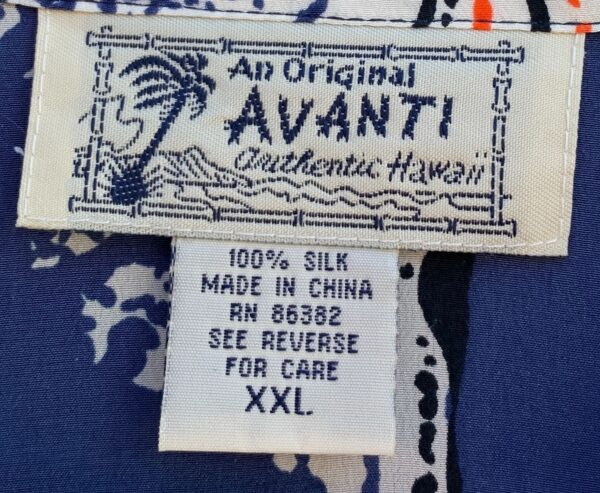 An Original
AVANTI
Authentic Hawaii
100% SILK
MADE IN CHINA
RN 86382
SEE REVERSE
FOR CARE
XXL